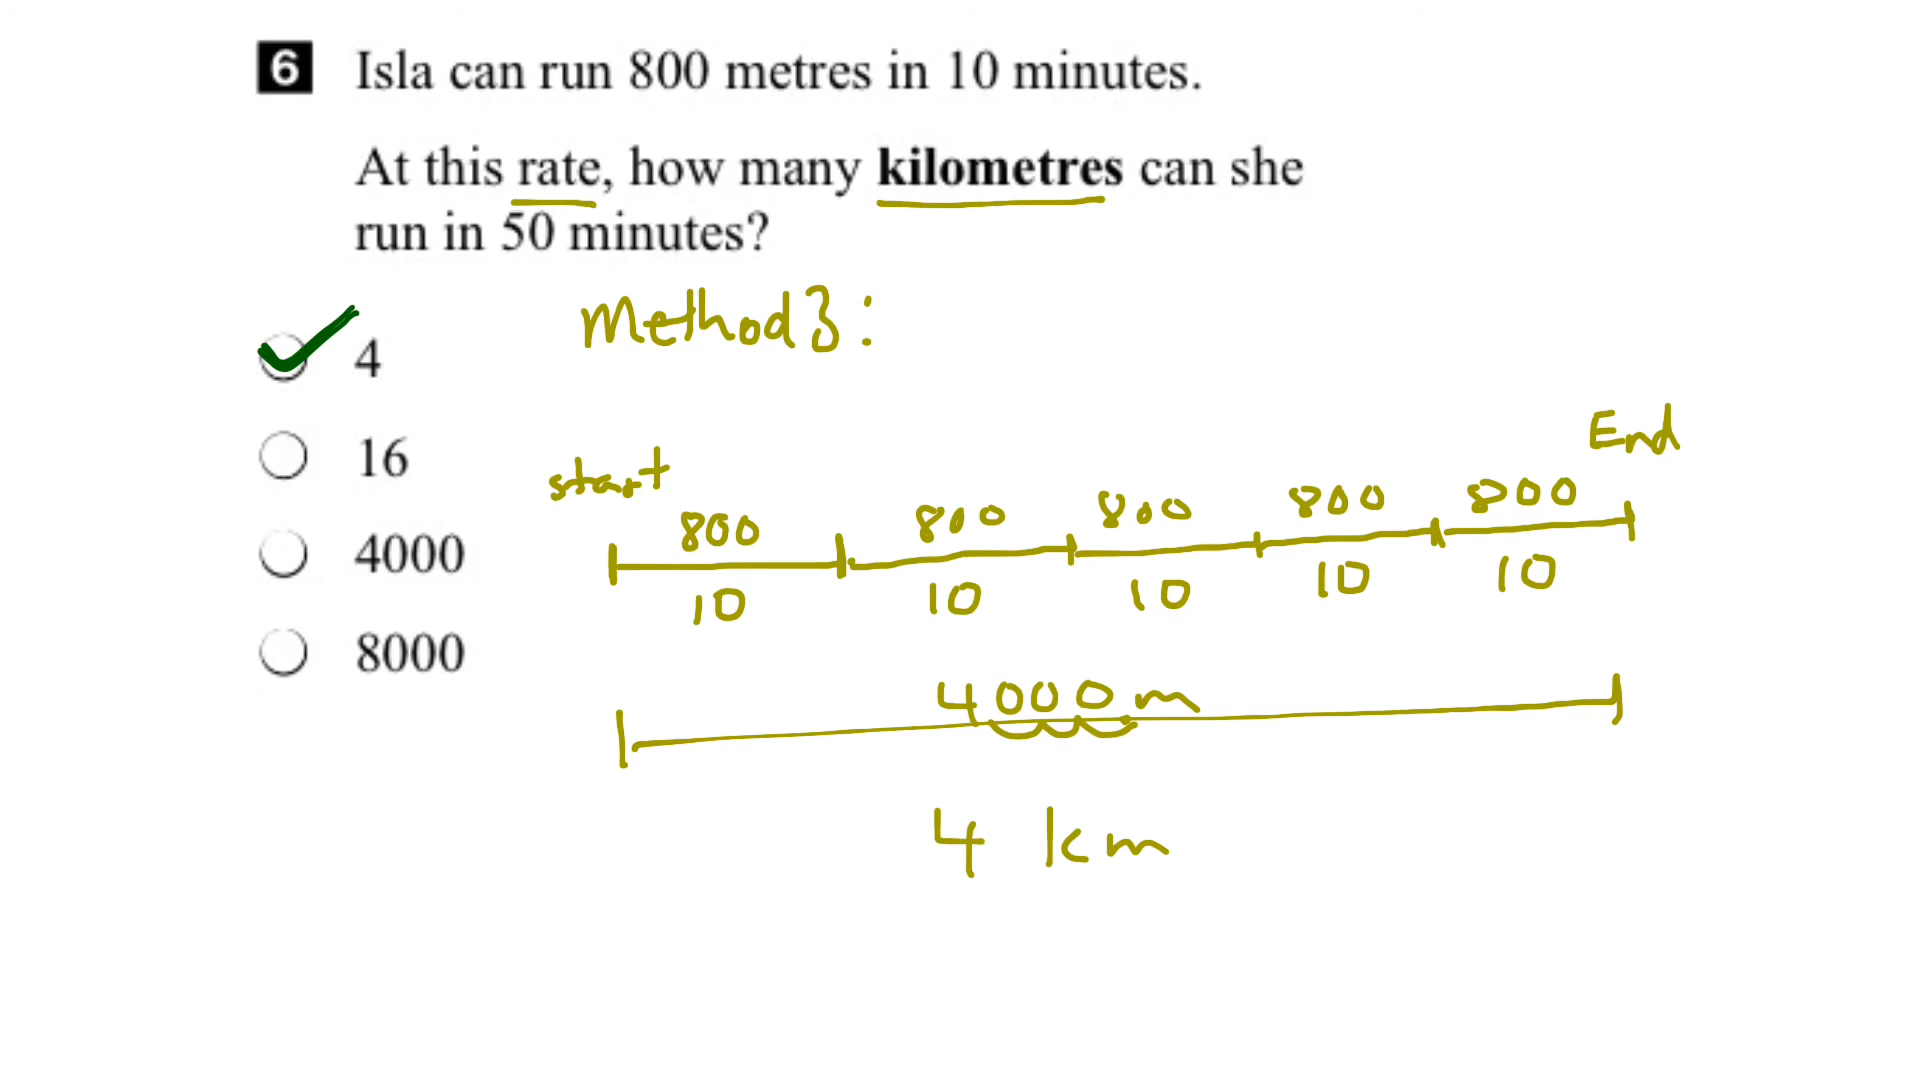 6 Isla can run 800 metres in 10 minutes.
At this rate, how many kilometres can she
run in 50 minutes?
Method 3:
4
16
4000
8000
start
End
800 800 800 800 800
10 10 10 10 10
4000 m
4 km